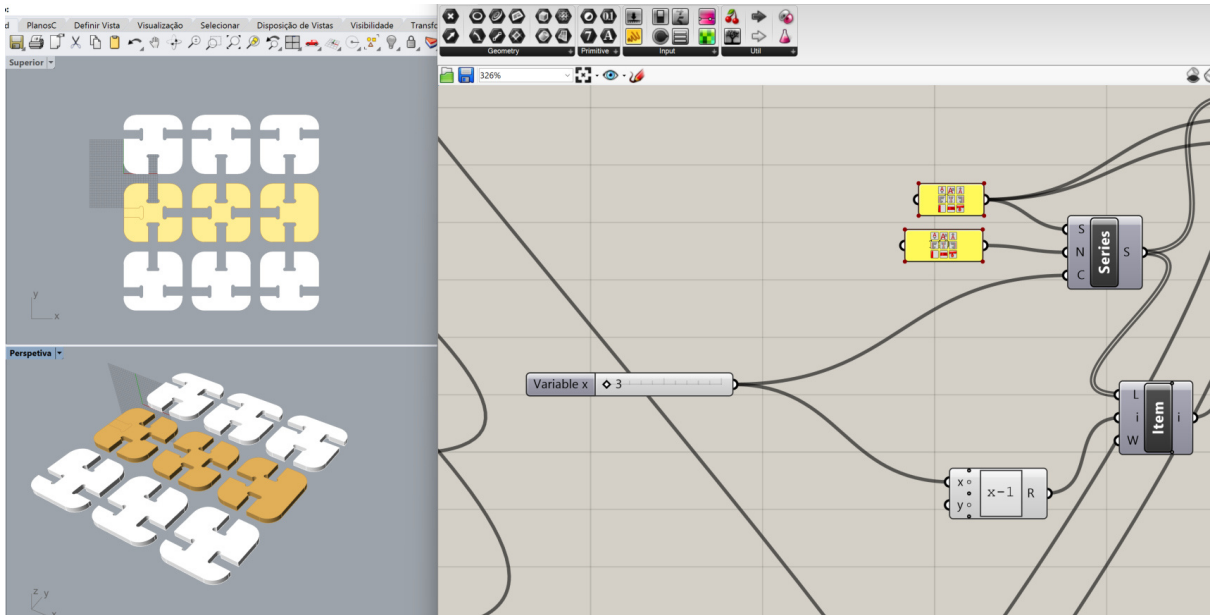 d PlanosC Definir Vista Visualização Selecionar Disposição de Vistas Visibilidade Transfo
Superior
y
x
Perspetiva
z y
x
Geometry
Primitive
Input
Util
326%
S
N
C
Series
S
Variable x
3
L
i
W
Item
i
x
y
x-1
R